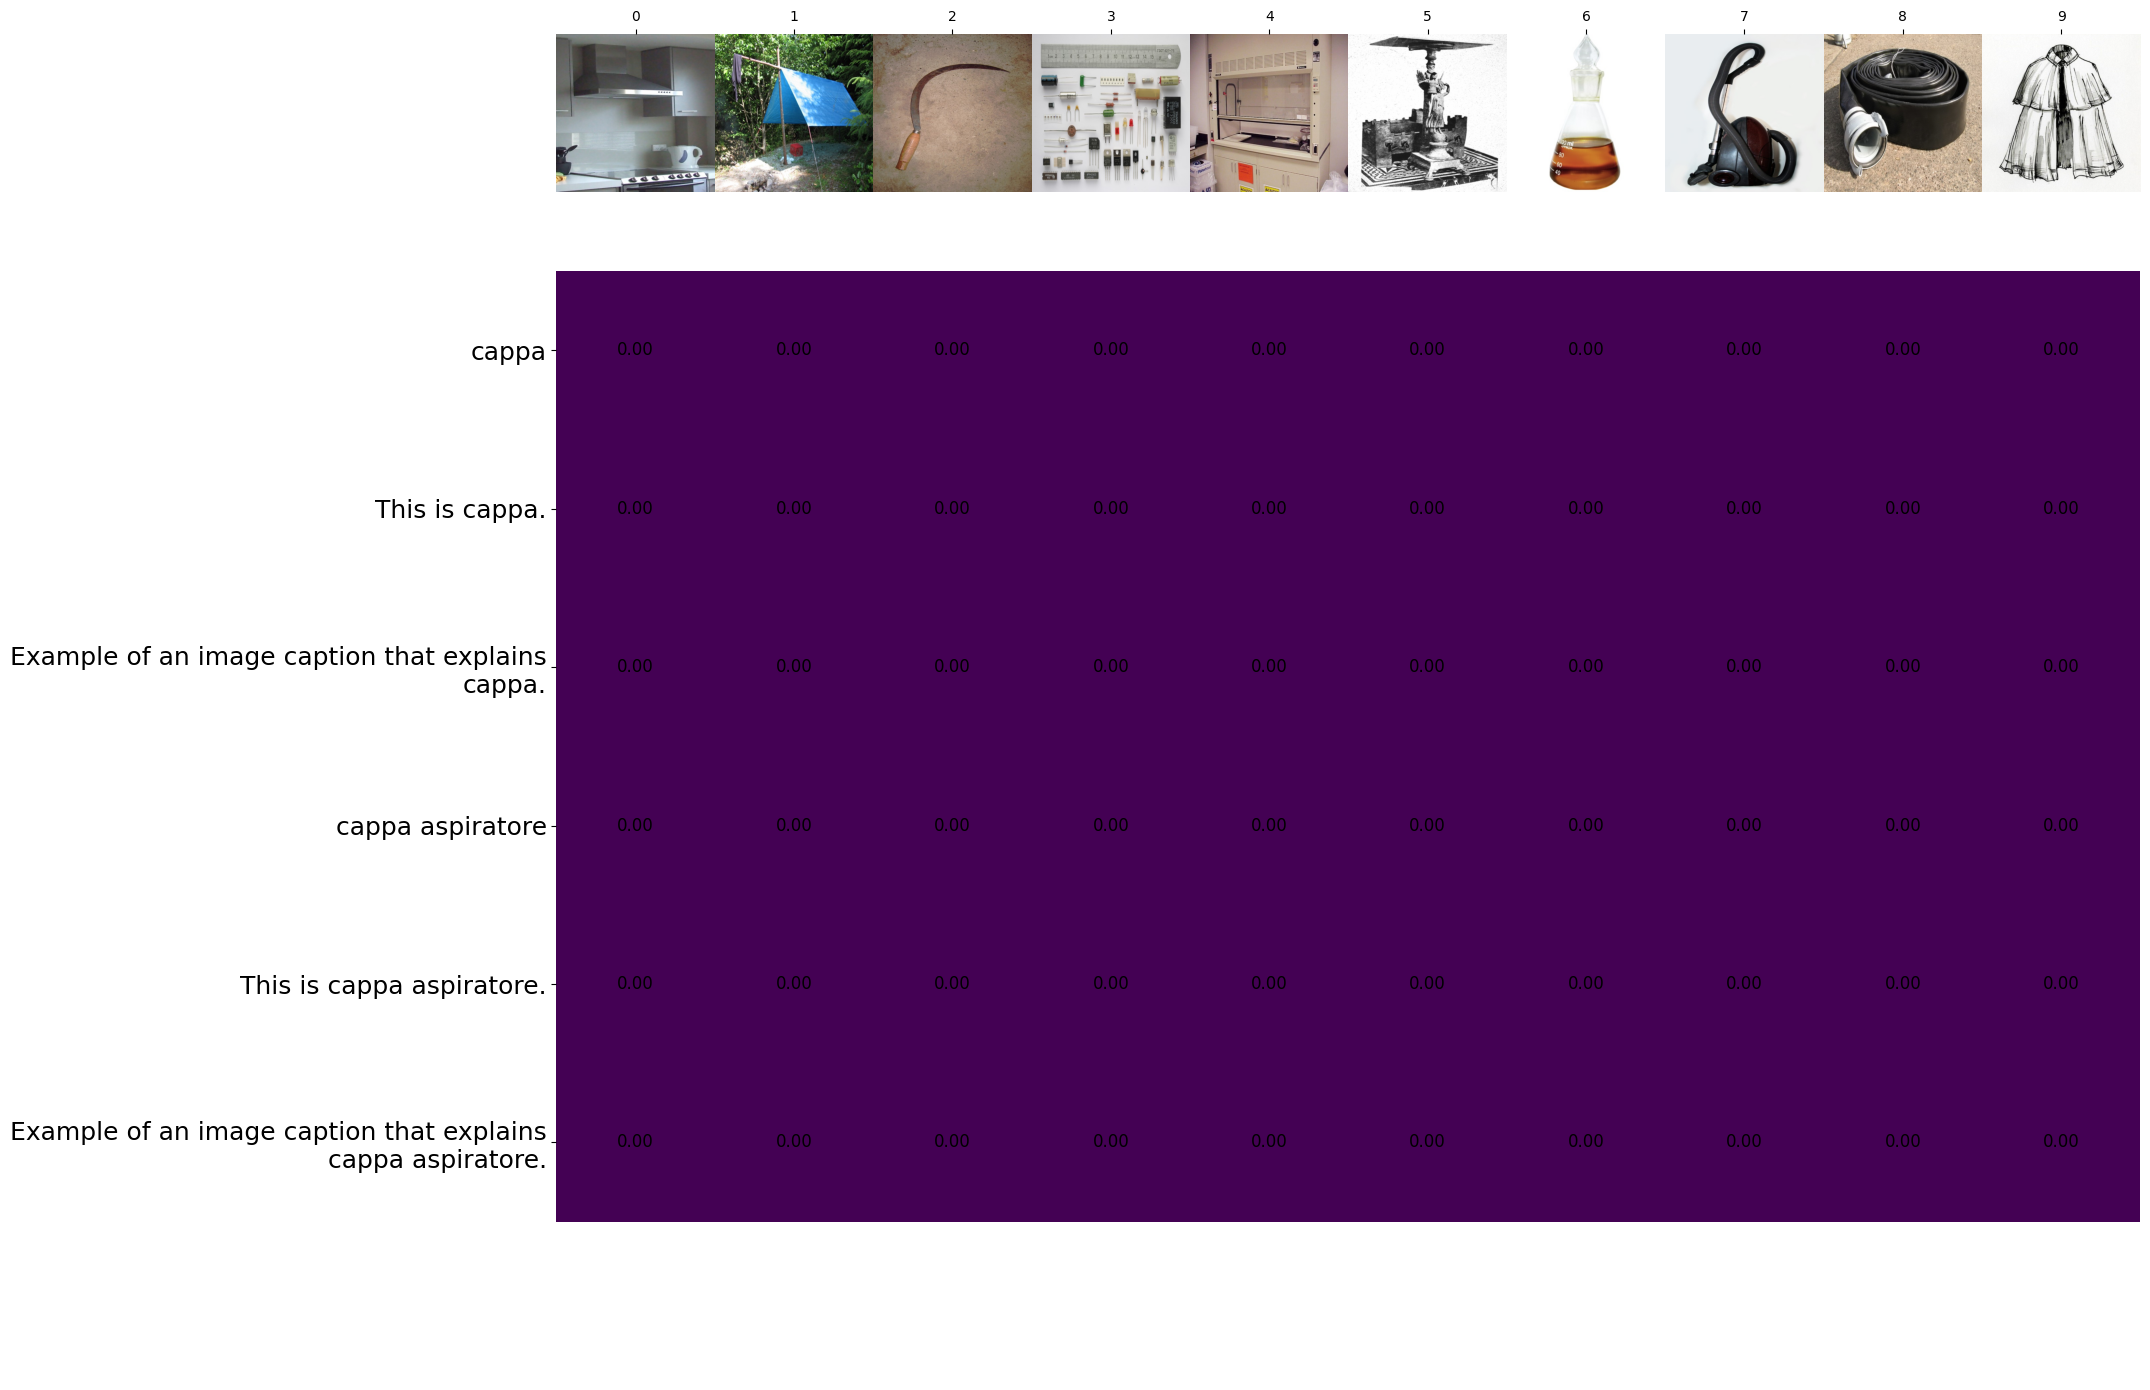 0 1 2 3 4 5 6 7 8 9
cappa 0.00 0.00 0.00 0.00 0.00 0.00 0.00 0.00 0.00 0.00
This is cappa. 0.00 0.00 0.00 0.00 0.00 0.00 0.00 0.00 0.00 0.00
Example of an image caption that explains
cappa. 0.00 0.00 0.00 0.00 0.00 0.00 0.00 0.00 0.00 0.00
cappa aspiratore 0.00 0.00 0.00 0.00 0.00 0.00 0.00 0.00 0.00 0.00
This is cappa aspiratore. 0.00 0.00 0.00 0.00 0.00 0.00 0.00 0.00 0.00 0.00
Example of an image caption that explains
cappa aspiratore. 0.00 0.00 0.00 0.00 0.00 0.00 0.00 0.00 0.00 0.00